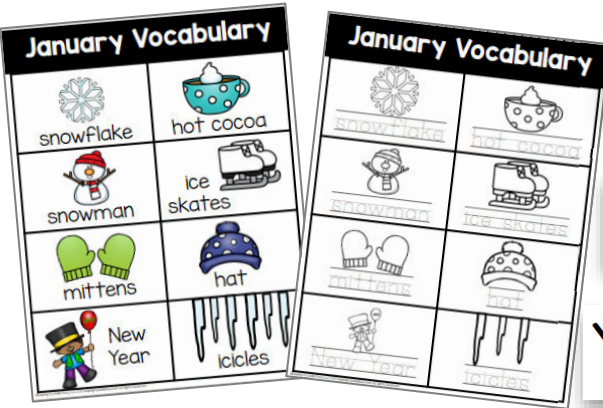 January Vocabulary
snowflake
hot cocoa
snowman
ice
skates
mittens
hat
New
Year
icicles
January Vocabulary
snowflake
hot cocoa
snowman
ice skates
mittens
hat
New Year
icicles